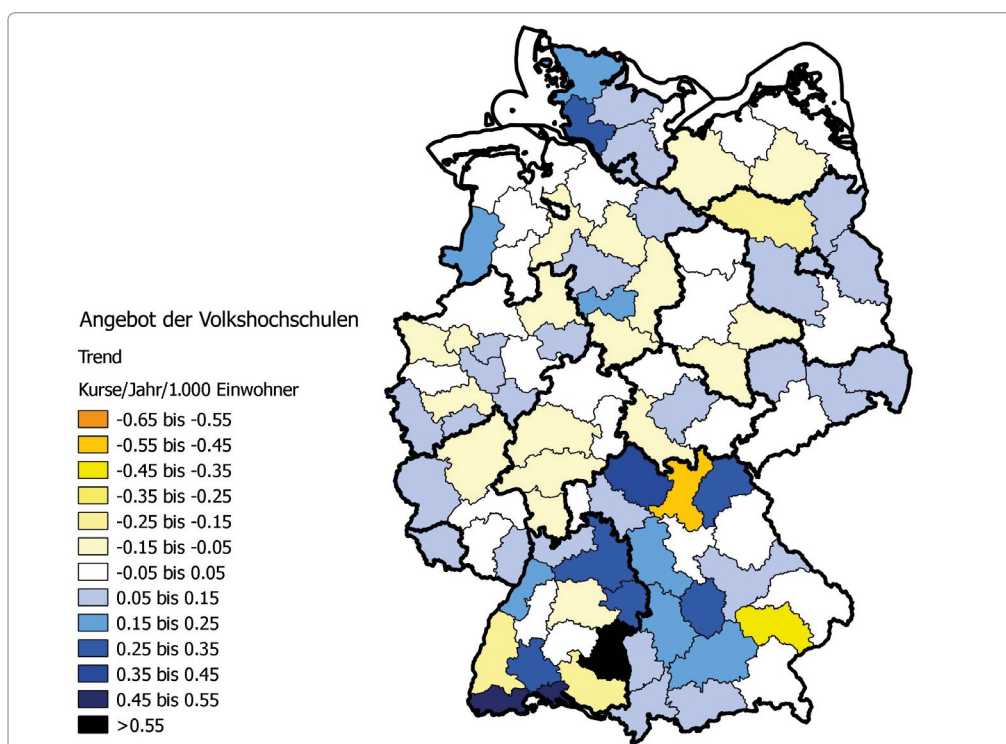 Angebot der Volkshochschulen
Trend
Kurse/Jahr/1.000 Einwohner
-0.65 bis -0.55
-0.55 bis -0.45
-0.45 bis -0.35
-0.35 bis -0.25
-0.25 bis -0.15
-0.15 bis -0.05
-0.05 bis 0.05
0.05 bis 0.15
0.15 bis 0.25
0.25 bis 0.35
0.35 bis 0.45
0.45 bis 0.55
>0.55